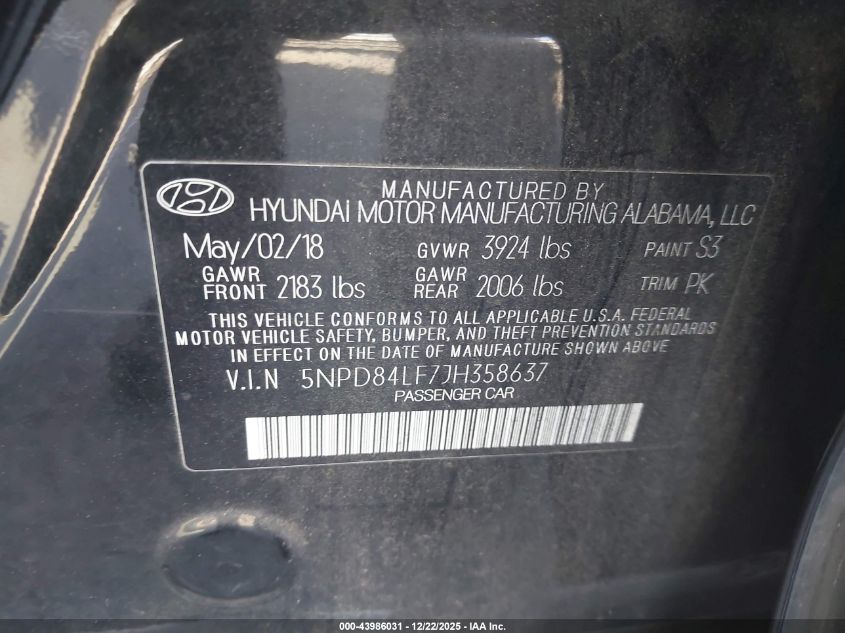 MANUFACTURED BY
HYUNDAI MOTOR MANUFACTURING ALABAMA, LLC
May/02/18 GVWR 3924 lbs PAINT S3
GAWR FRONT 2183 lbs GAWR REAR 2006 lbs TRIM PK
THIS VEHICLE CONFORMS TO ALL APPLICABLE U.S.A. FEDERAL
MOTOR VEHICLE SAFETY, BUMPER, AND THEFT PREVENTION STANDARDS
IN EFFECT ON THE DATE OF MANUFACTURE SHOWN ABOVE.
V.I.N 5NPD84LF7JH358637
PASSENGER CAR
000-43986031 - 12/22/2025 - IAA Inc.